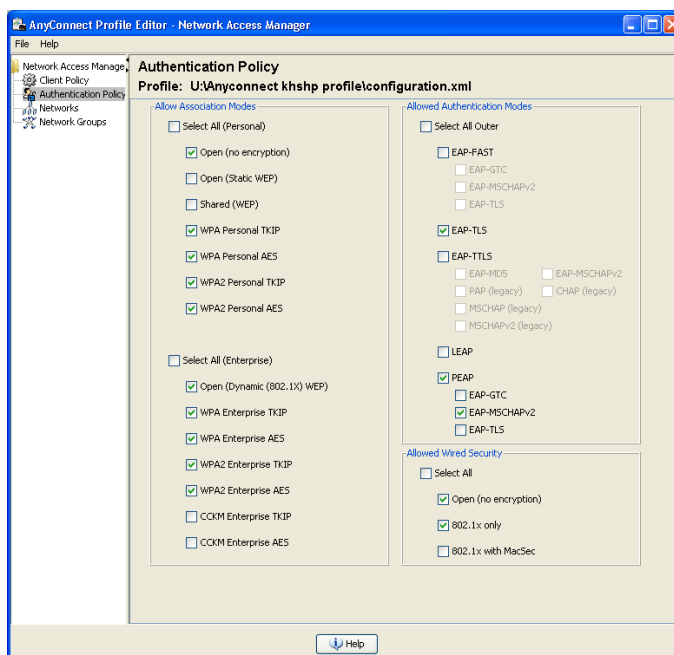 AnyConnect Profile Editor - Network Access Manager
File Help
Network Access Manage
Client Policy
Authentication Policy
Networks
Network Groups
Authentication Policy
Profile: U:\Anyconnect khshp profile\configuration.xml
Allow Association Modes
Select All (Personal)
Open (no encryption)
Open (Static WEP)
Shared (WEP)
WPA Personal TKIP
WPA Personal AES
WPA2 Personal TKIP
WPA2 Personal AES
Select All (Enterprise)
Open (Dynamic (802.1X) WEP)
WPA Enterprise TKIP
WPA Enterprise AES
WPA2 Enterprise TKIP
WPA2 Enterprise AES
CCKM Enterprise TKIP
CCKM Enterprise AES
Allowed Authentication Modes
Select All Outer
EAP-FAST
EAP-GTC
EAP-MSCHAPv2
EAP-TLS
EAP-TLS
EAP-TTLS
EAP-MD5 EAP-MSCHAPv2
PAP (legacy) CHAP (legacy)
MSCHAP (legacy)
MSCHAPv2 (legacy)
LEAP
PEAP
EAP-GTC
EAP-MSCHAPv2
EAP-TLS
Allowed Wired Security
Select All
Open (no encryption)
802.1x only
802.1x with MacSec
Help